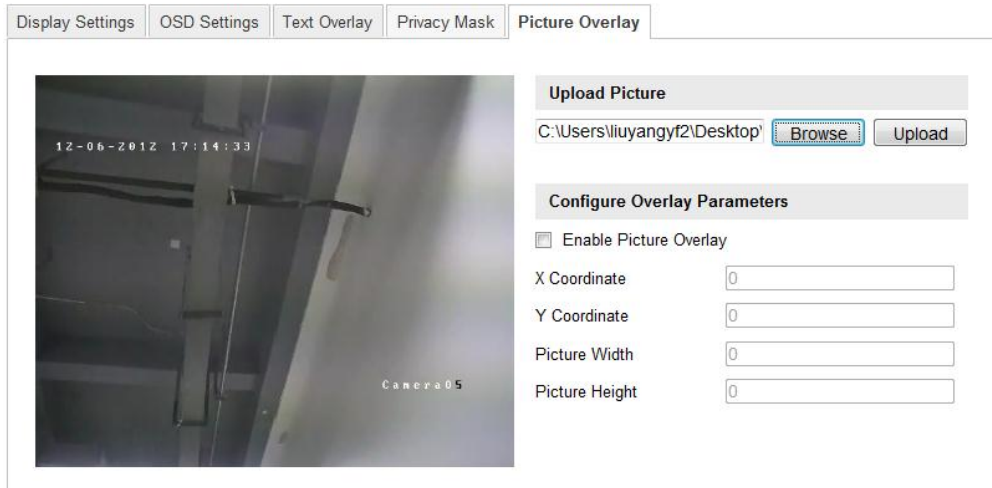 Display Settings OSD Settings Text Overlay Privacy Mask Picture Overlay
12-06-2012 17:14:33
Camera05
Upload Picture
C:\Users\liuyangyf2\Desktop\ Browse Upload
Configure Overlay Parameters
Enable Picture Overlay
X Coordinate 0
Y Coordinate 0
Picture Width 0
Picture Height 0